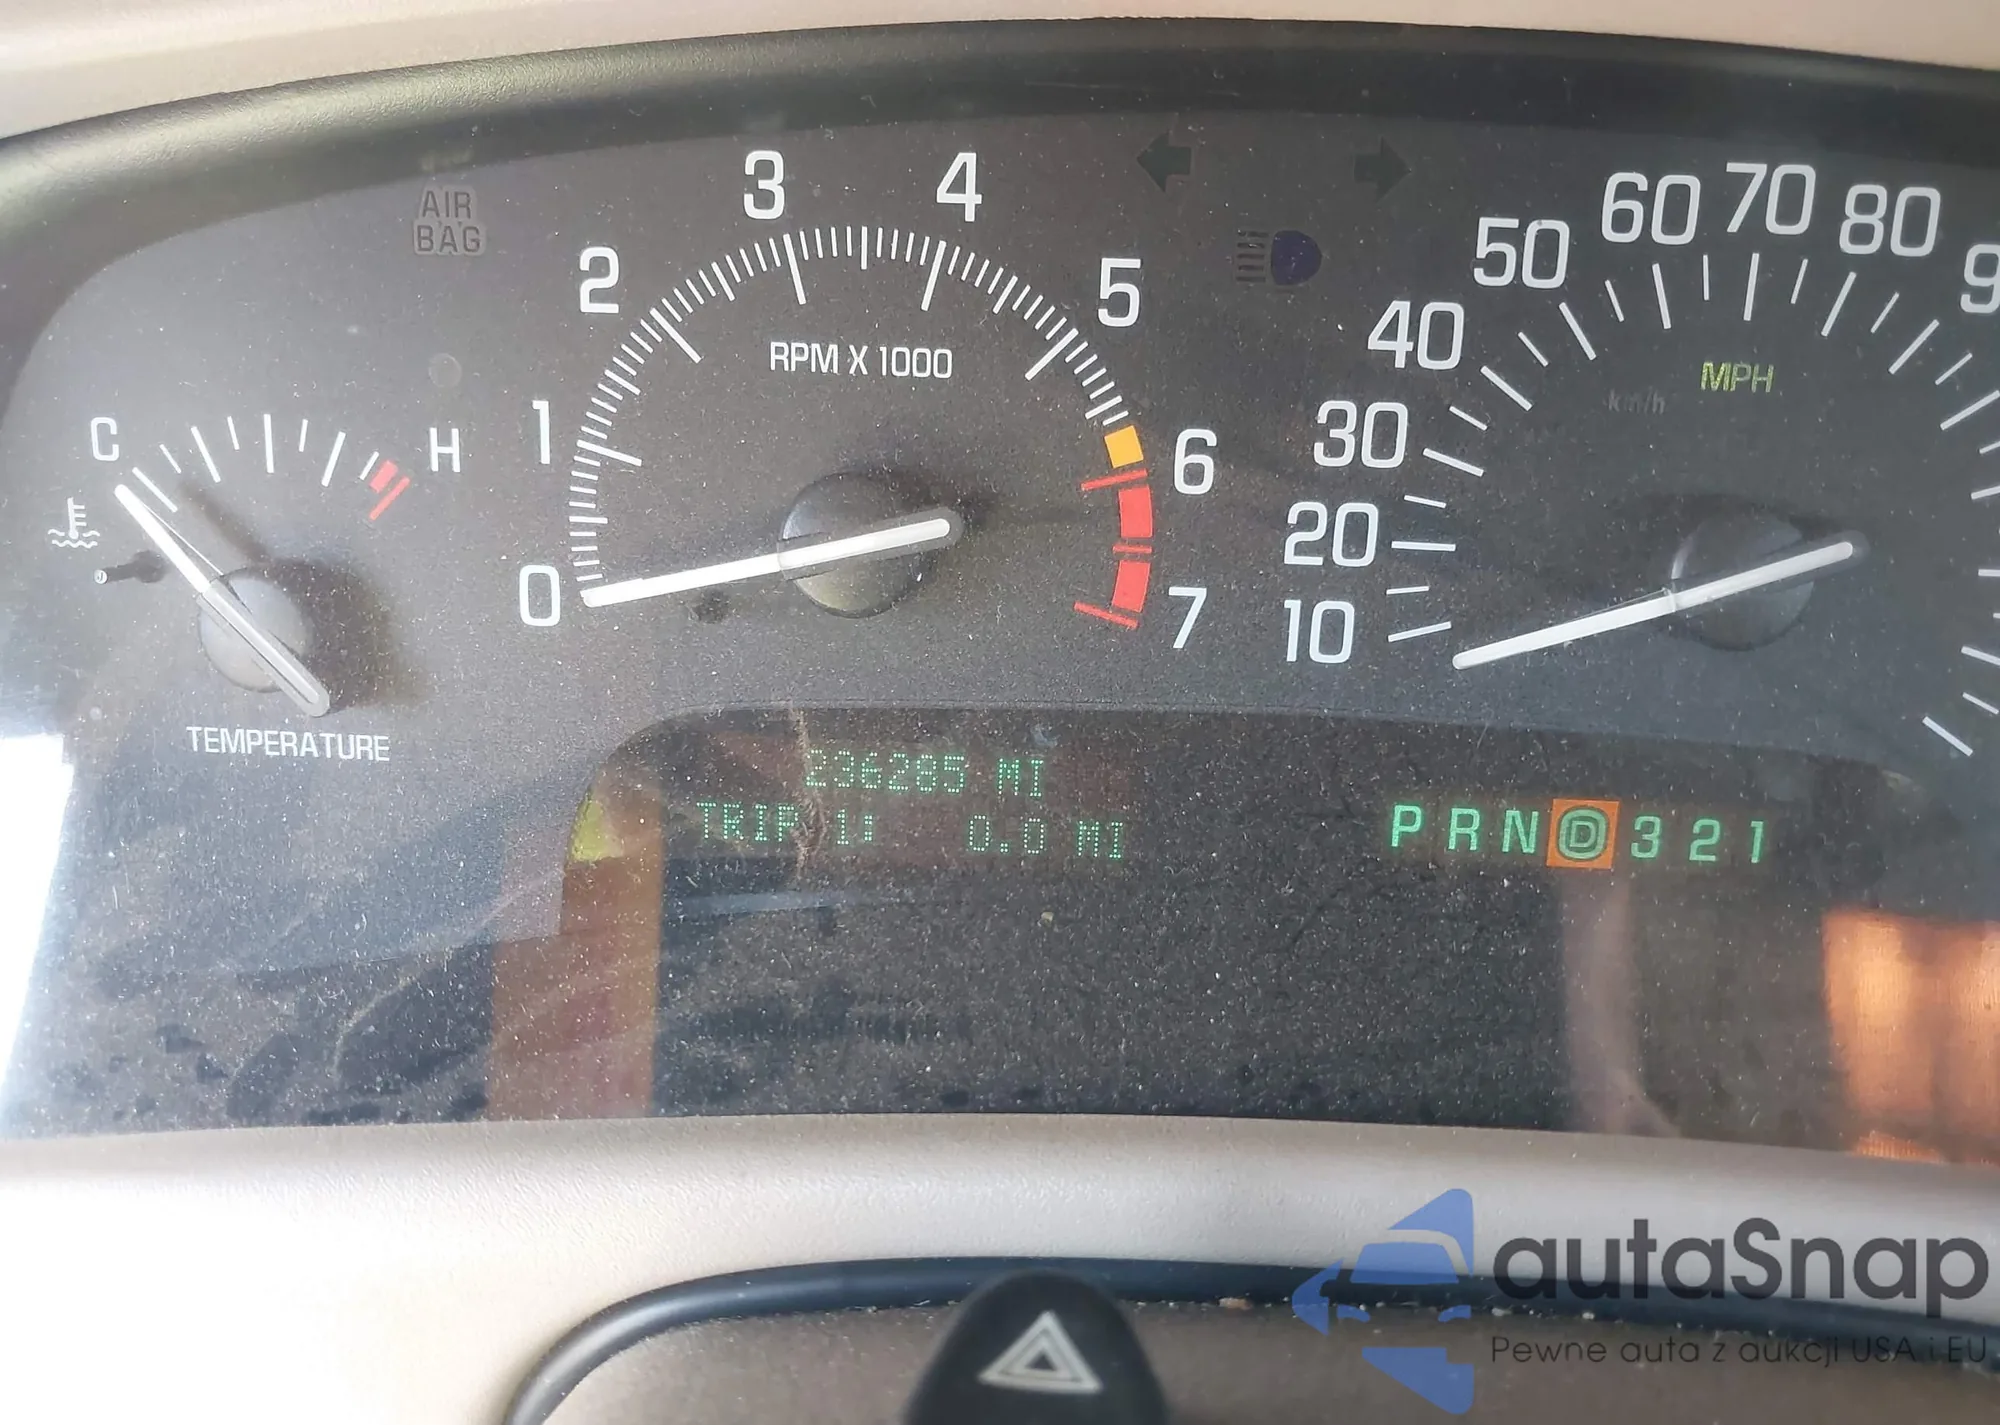 AIR
BAG
C
H
TEMPERATURE
0
1
2
3
4
5
6
7
RPM X 1000
10
20
30
40
50
60
70
80
9
MPH
km/h
236285 MI
TRIP 1: 0.0 MI
P R N D 3 2 1
autaSnap
Pewne auta z aukcji USA i EU